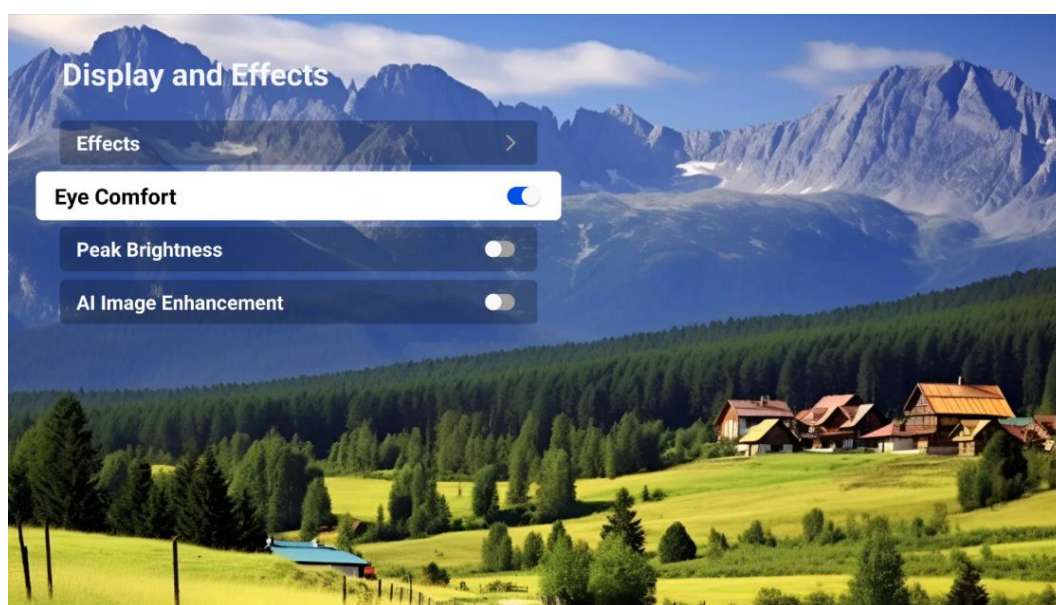 Display and Effects
Effects
Eye Comfort
Peak Brightness
AI Image Enhancement